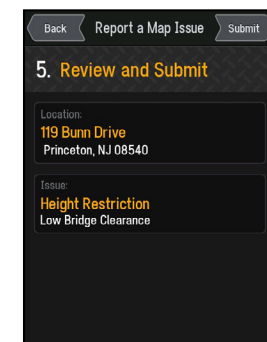 Back
Report a Map Issue
Submit
5. Review and Submit
Location:
119 Bunn Drive
Princeton, NJ 08540
Issue:
Height Restriction
Low Bridge Clearance